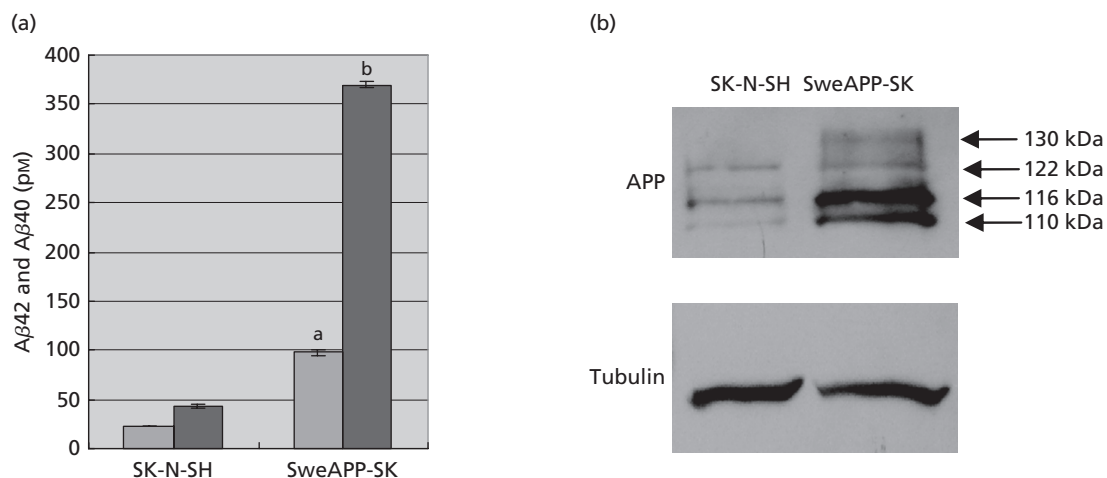 (a)
400
350
300
250
200
150
100
50
0
Aβ42 and Aβ40 (pM)
a
b
SK-N-SH SweAPP-SK
(b)
SK-N-SH SweAPP-SK
APP
130 kDa
122 kDa
116 kDa
110 kDa
Tubulin